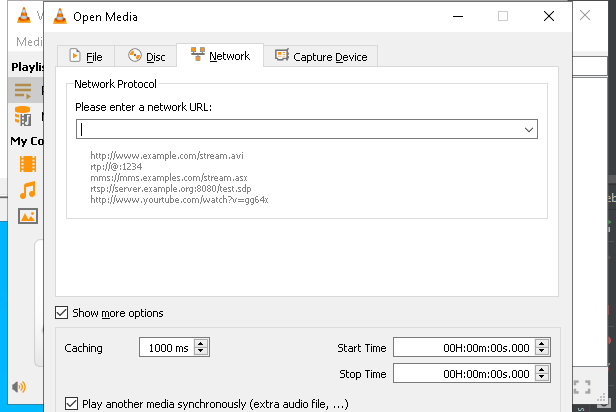 Open Media
Medi
File
Disc
Network
Capture Device
Playlis
Network Protocol
Please enter a network URL:
My Co
http://www.example.com/stream.avi
rtp://@:1234
mms://mms.examples.com/stream.asx
rtsp://server.example.org:8080/test.sdp
http://www.yourtube.com/watch?v=gg64x
Show more options
Caching
1000 ms
Start Time
00H:00m:00s.000
Stop Time
00H:00m:00s.000
Play another media synchronously (extra audio file, ...)